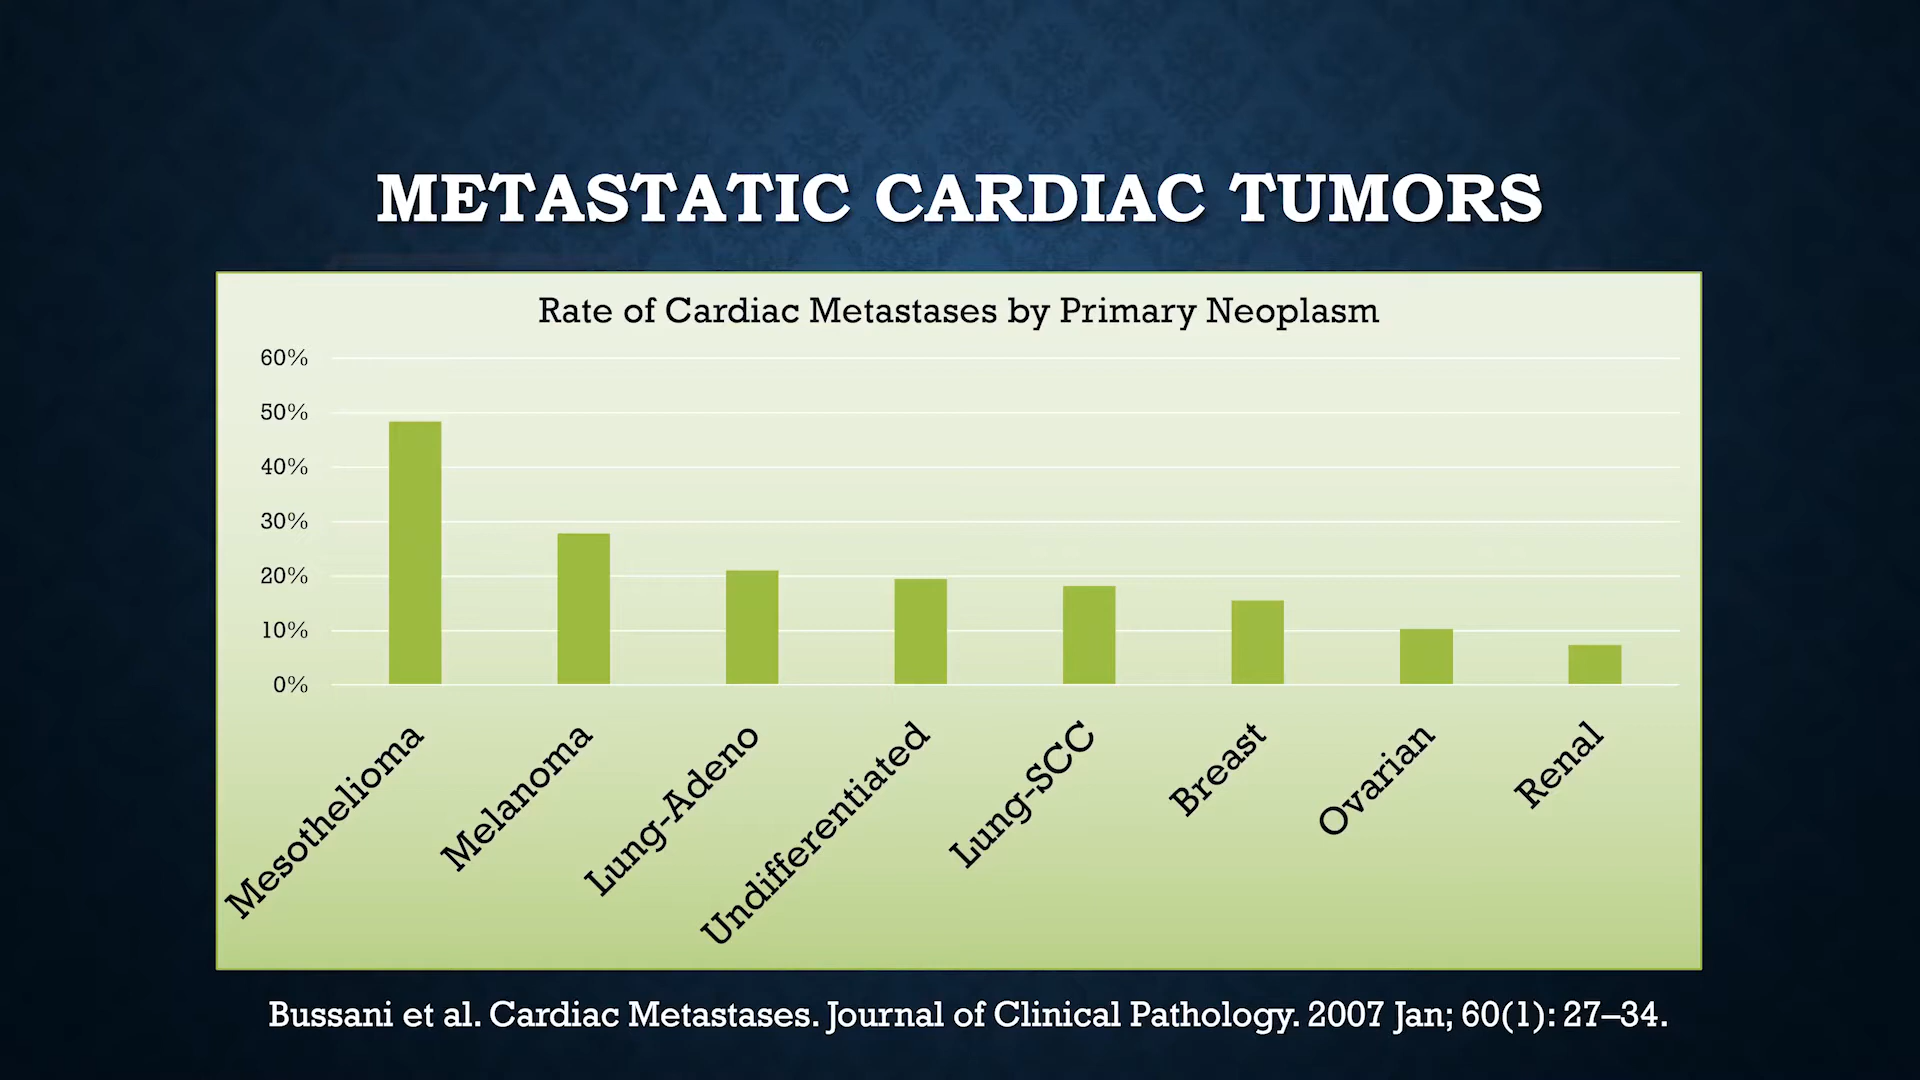 METASTATIC CARDIAC TUMORS
Rate of Cardiac Metastases by Primary Neoplasm
60%
50%
40%
30%
20%
10%
0%
Mesothelioma
Melanoma
Lung-Adeno
Undifferentiated
Lung-SCC
Breast
Ovarian
Renal
Bussani et al. Cardiac Metastases. Journal of Clinical Pathology. 2007 Jan; 60(1): 27–34.